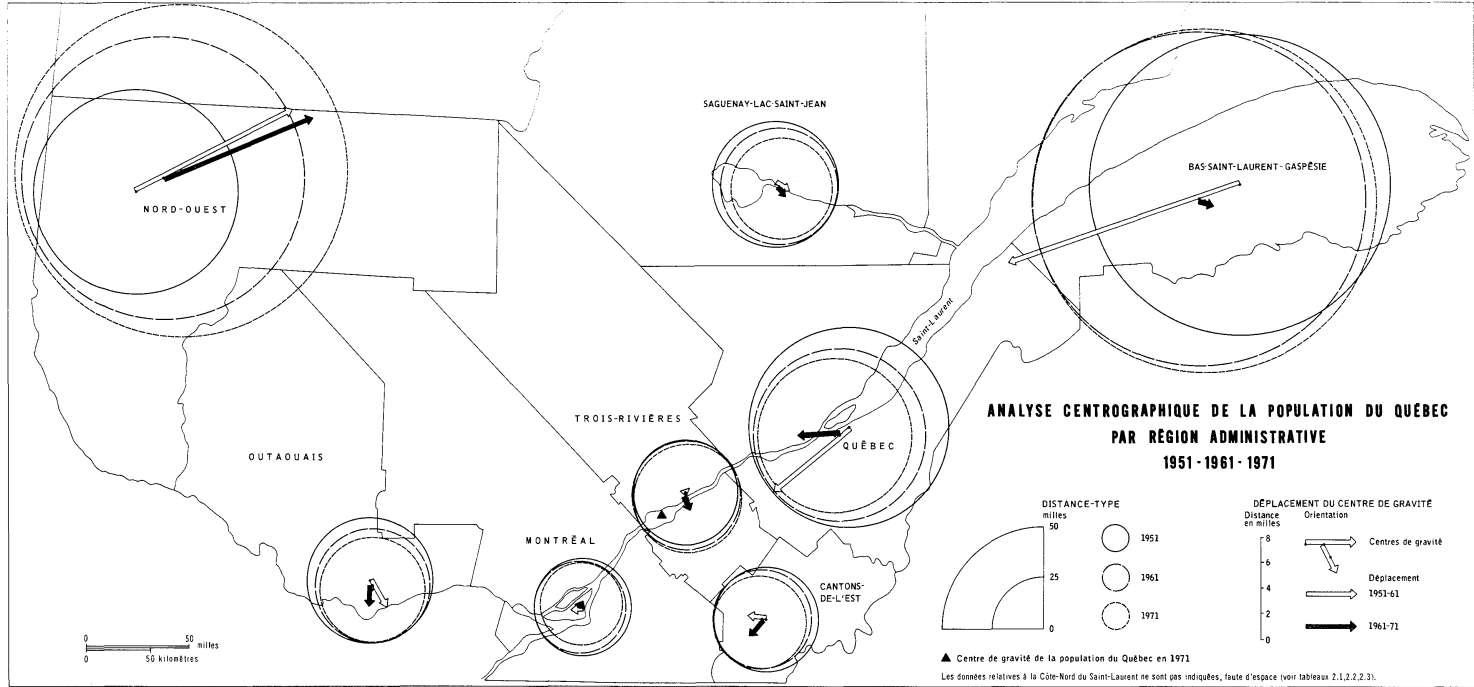 SAGUENAY-LAC-SAINT-JEAN
BAS-SAINT-LAURENT-GASPÉSIE
NORD-OUEST
Saint-Laurent
TROIS-RIVIÈRES
QUÉBEC
OUTAOUAIS
MONTRÉAL
CANTONS-
DE-L'EST
ANALYSE CENTROGRAPHIQUE DE LA POPULATION DU QUÉBEC
PAR RÉGION ADMINISTRATIVE
1951-1961-1971
DISTANCE-TYPE
milles
50
25
0
1951
1961
1971
DÉPLACEMENT DU CENTRE DE GRAVITÉ
Distance
en milles
Orientation
8
6
4
2
0
Centres de gravité
Déplacement
1951-61
1961-71
▲ Centre de gravité de la population du Québec en 1971
Les données relatives à la Côte-Nord du Saint-Laurent ne sont pas indiquées, faute d'espace (voir tableaux 2.1,2.2,2.3).
0 50 milles
0 50 kilomètres